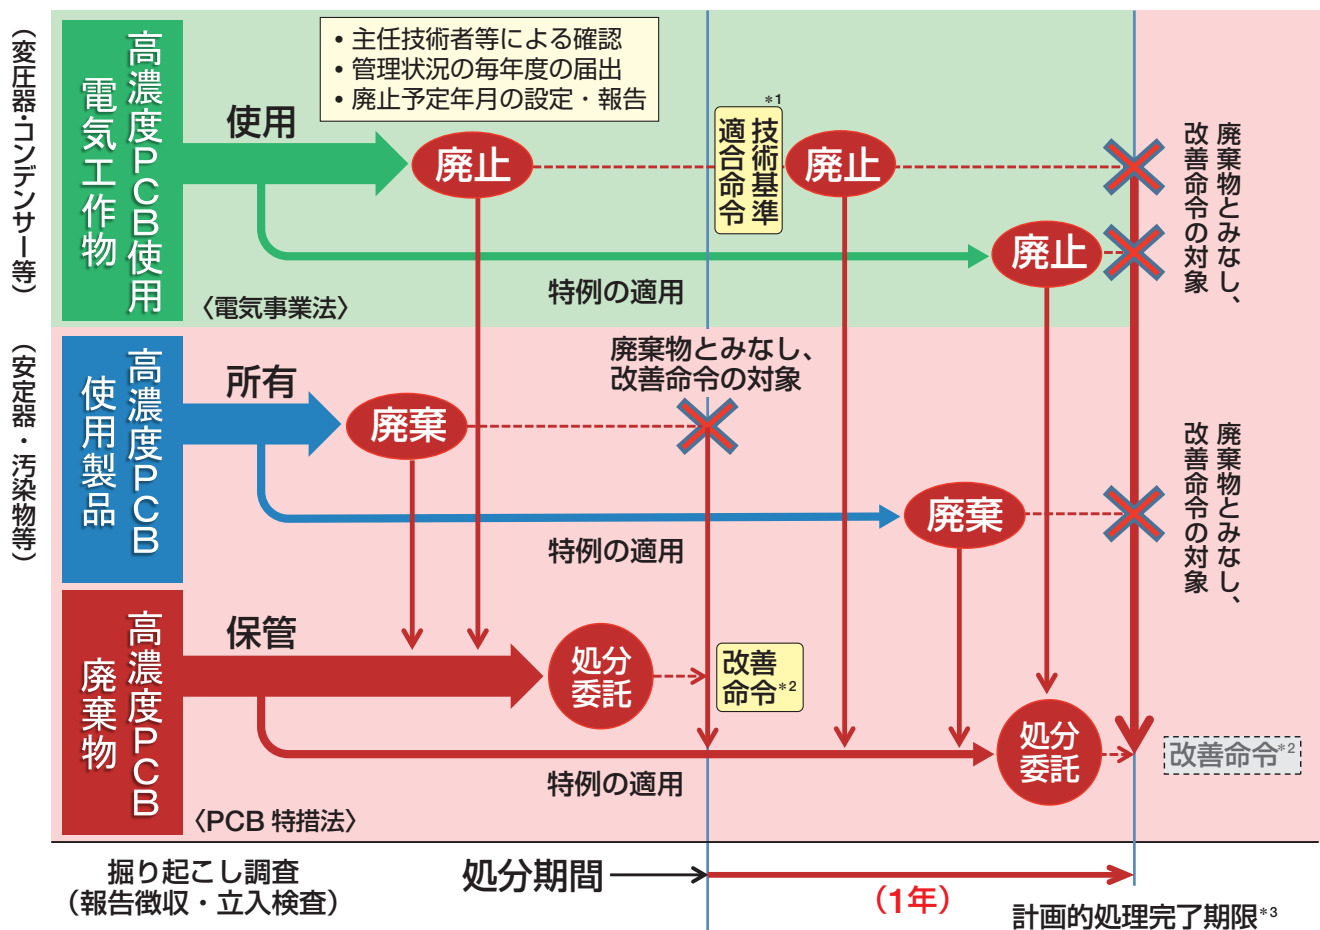 （変圧器・コンデンサー等）
高濃度PCB使用
電気工作物
• 主任技術者等による確認
• 管理状況の毎年度の届出
• 廃止予定年月の設定・報告
使用
廃止
*1
技術基準
適合命令
廃止
廃止
特例の適用
〈電気事業法〉
廃棄物とみなし、
改善命令の対象
（安定器・汚染物等）
高濃度PCB
使用製品
所有
廃棄
廃棄物とみなし、
改善命令の対象
廃棄
特例の適用
廃棄物とみなし、
改善命令の対象
高濃度PCB
廃棄物
保管
処分
委託
改善
命令*2
処分
委託
改善命令*2
特例の適用
〈PCB 特措法〉
掘り起こし調査
（報告徴収・立入検査）
処分期間
（1年）
計画的処理完了期限*3